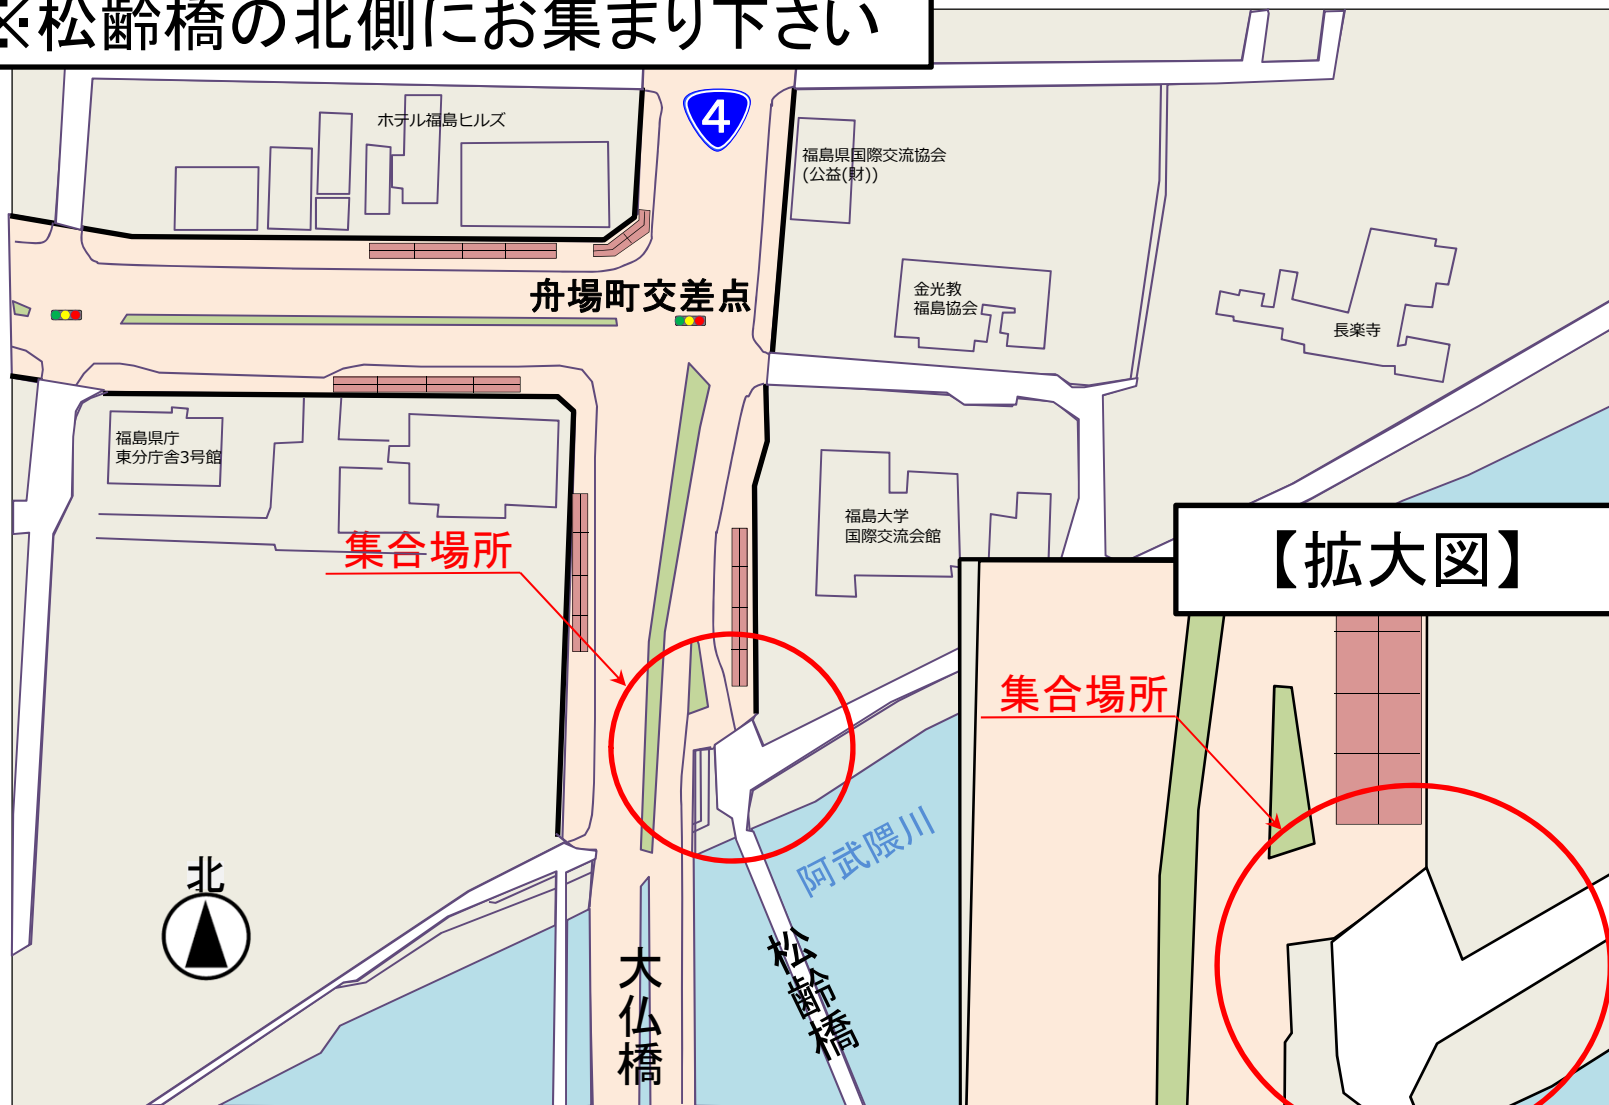 ※松齢橋の北側にお集まり下さい
4
ホテル福島ヒルズ
福島県国際交流協会
(公益(財))
舟場町交差点
金光教
福島協会
長楽寺
福島県庁
東分庁舎3号館
福島大学
国際交流会館
集合場所
【拡大図】
集合場所
阿武隈川
北
大仏橋
松齢橋